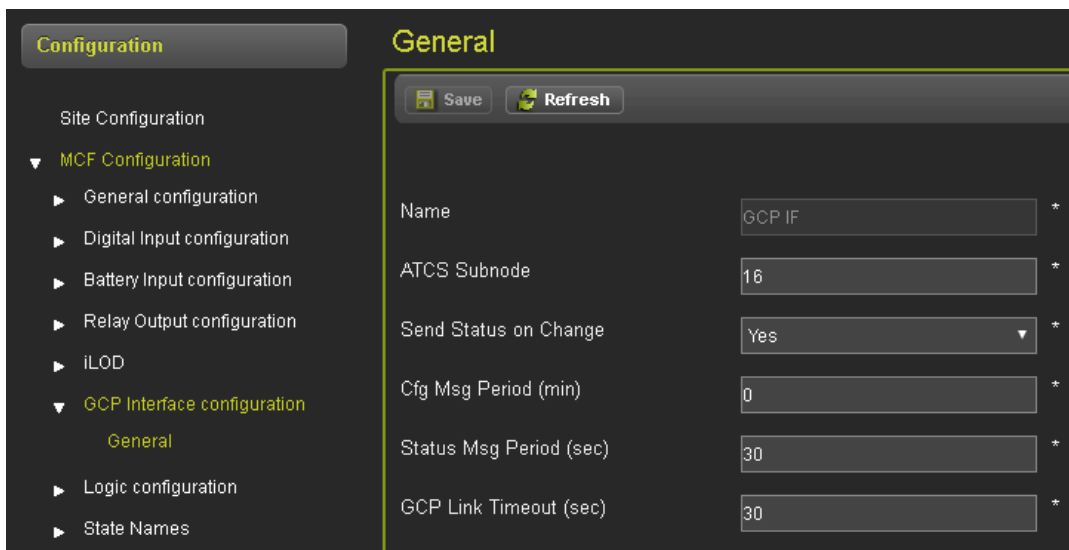 Configuration
Site Configuration
MCF Configuration
General configuration
Digital Input configuration
Battery Input configuration
Relay Output configuration
iLOD
GCP Interface configuration
General
Logic configuration
State Names
General
Save Refresh
Name GCP IF *
ATCS Subnode 16 *
Send Status on Change Yes *
Cfg Msg Period (min) 0 *
Status Msg Period (sec) 30 *
GCP Link Timeout (sec) 30 *